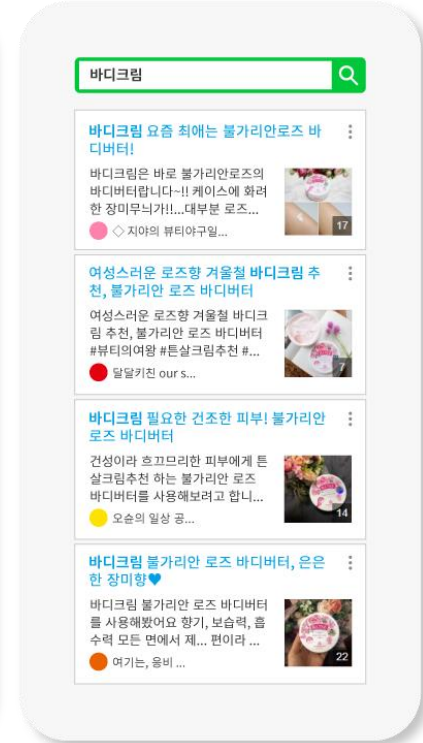 바디크림
바디크림 요즘 최애는 불가리안로즈 바
디버터!
바디크림은 바로 불가리안로즈의
바디버터랍니다~!! 케이스에 화려
한 장미무늬가!!...대부분 로즈...
◇ 지야의 뷰티야구일...
17
여성스러운 로즈향 겨울철 바디크림 추
천, 불가리안 로즈 바디버터
여성스러운 로즈향 겨울철 바디크
림 추천, 불가리안 로즈 바디버터
#뷰티의여왕 #튼살크림추천 #...
달달키친 our s...
7
바디크림 필요한 건조한 피부! 불가리안
로즈 바디버터
건성이라 흐끄므리한 피부에게 튼
살크림추천 하는 불가리안 로즈
바디버터를 사용해보려고 합니...
오슌의 일상 공...
14
바디크림 불가리안 로즈 바디버터, 은은
한 장미향♥
바디크림 불가리안 로즈 바디버터
를 사용해봤어요 향기, 보습력, 흡
수력 모든 면에서 제... 편이라 ...
여기는, 웅비 ...
22